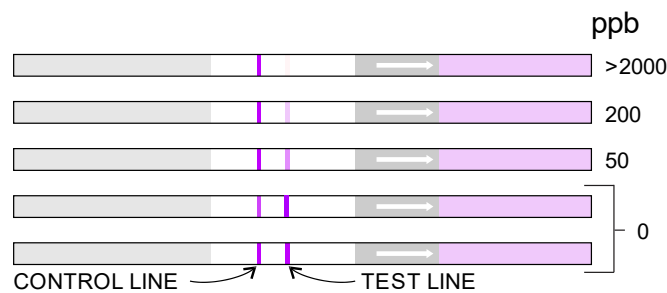 ppb
>2000
200
50
0
CONTROL LINE
TEST LINE